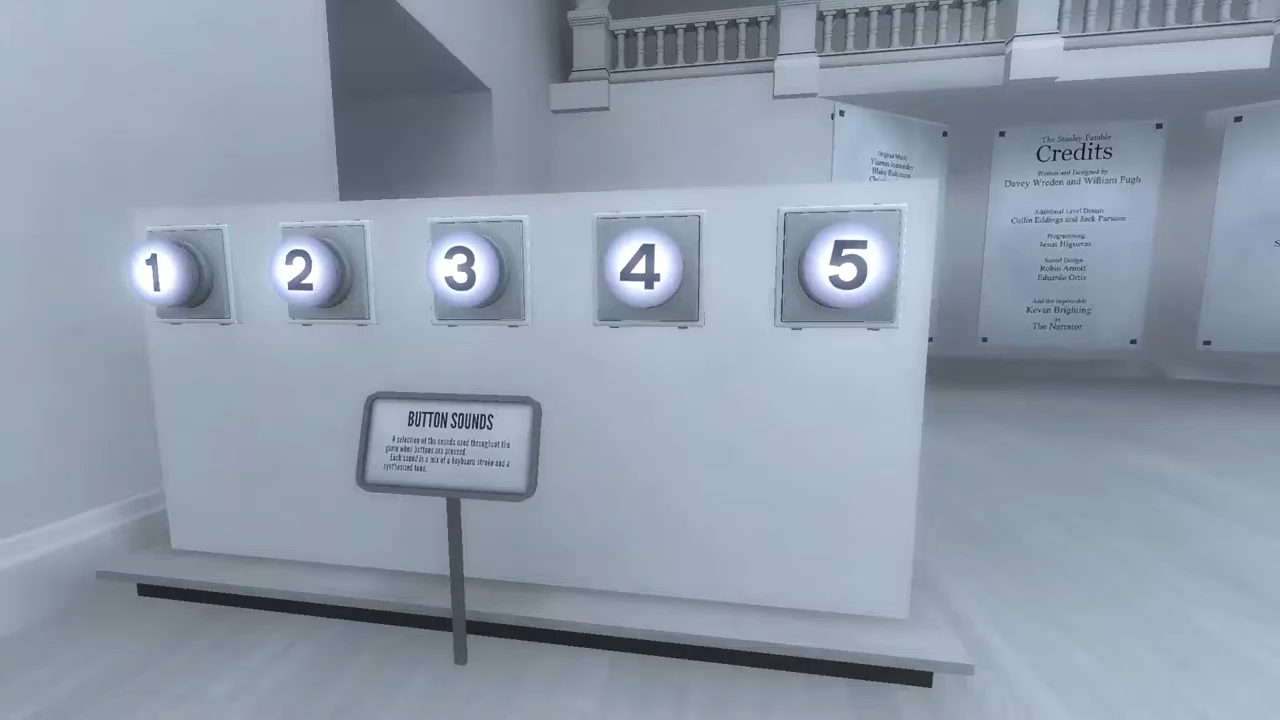 1 2 3 4 5
BUTTON SOUNDS
A selection of the sounds used throughout the
game when buttons are pressed.
Each sound is a mix of a keyboard stroke and a
synthesized tone.
Original Music
Blake Robinson
The Stanley Parable
Credits
Written and Designed by
Davey Wreden and William Pugh
Additional Level Design
Collin Eddings and Jack Parsons
Programming
Jesús Higueras
Sound Design
Robin Arnott
Eduardo Ortiz
And the impeccable
Kevan Brighting
as
The Narrator